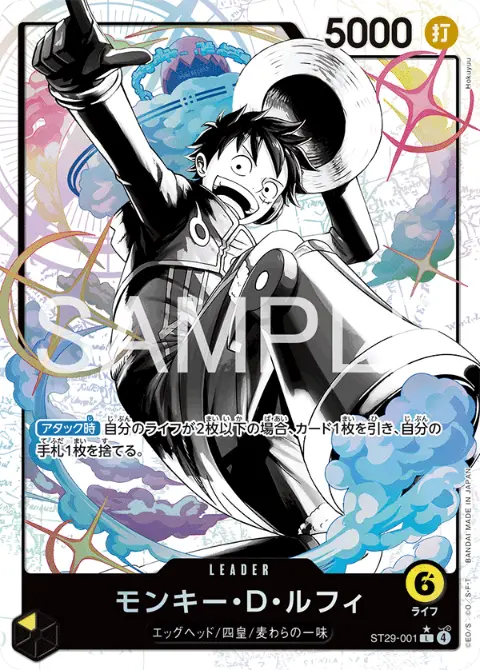 5000 打
Hokuyuu
SAMPL
アタック時 自分のライフが2枚以下の場合、カード1枚を引き、自分の
手札1枚を捨てる。
LEADER
モンキー・D・ルフィ
6
ライフ
エッグヘッド/四皇/麦わらの一味
ST29-001 L 4
©E.O/S ©O./S・F・T BANDAI MADE IN JAPAN